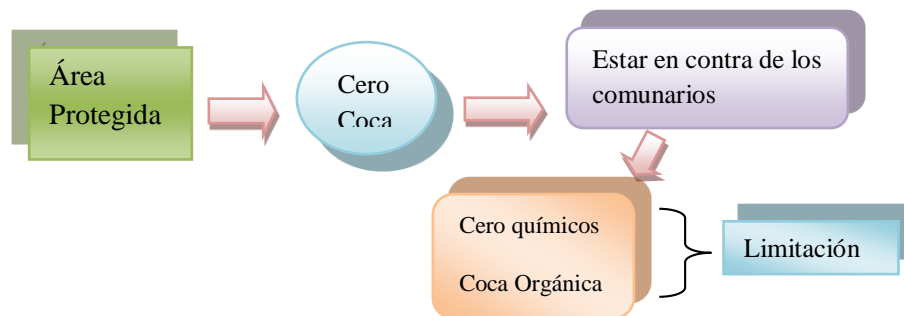 Área
Protegida
Cero
Coca
Estar en contra de los
comunarios
Cero químicos
Coca Orgánica
Limitación